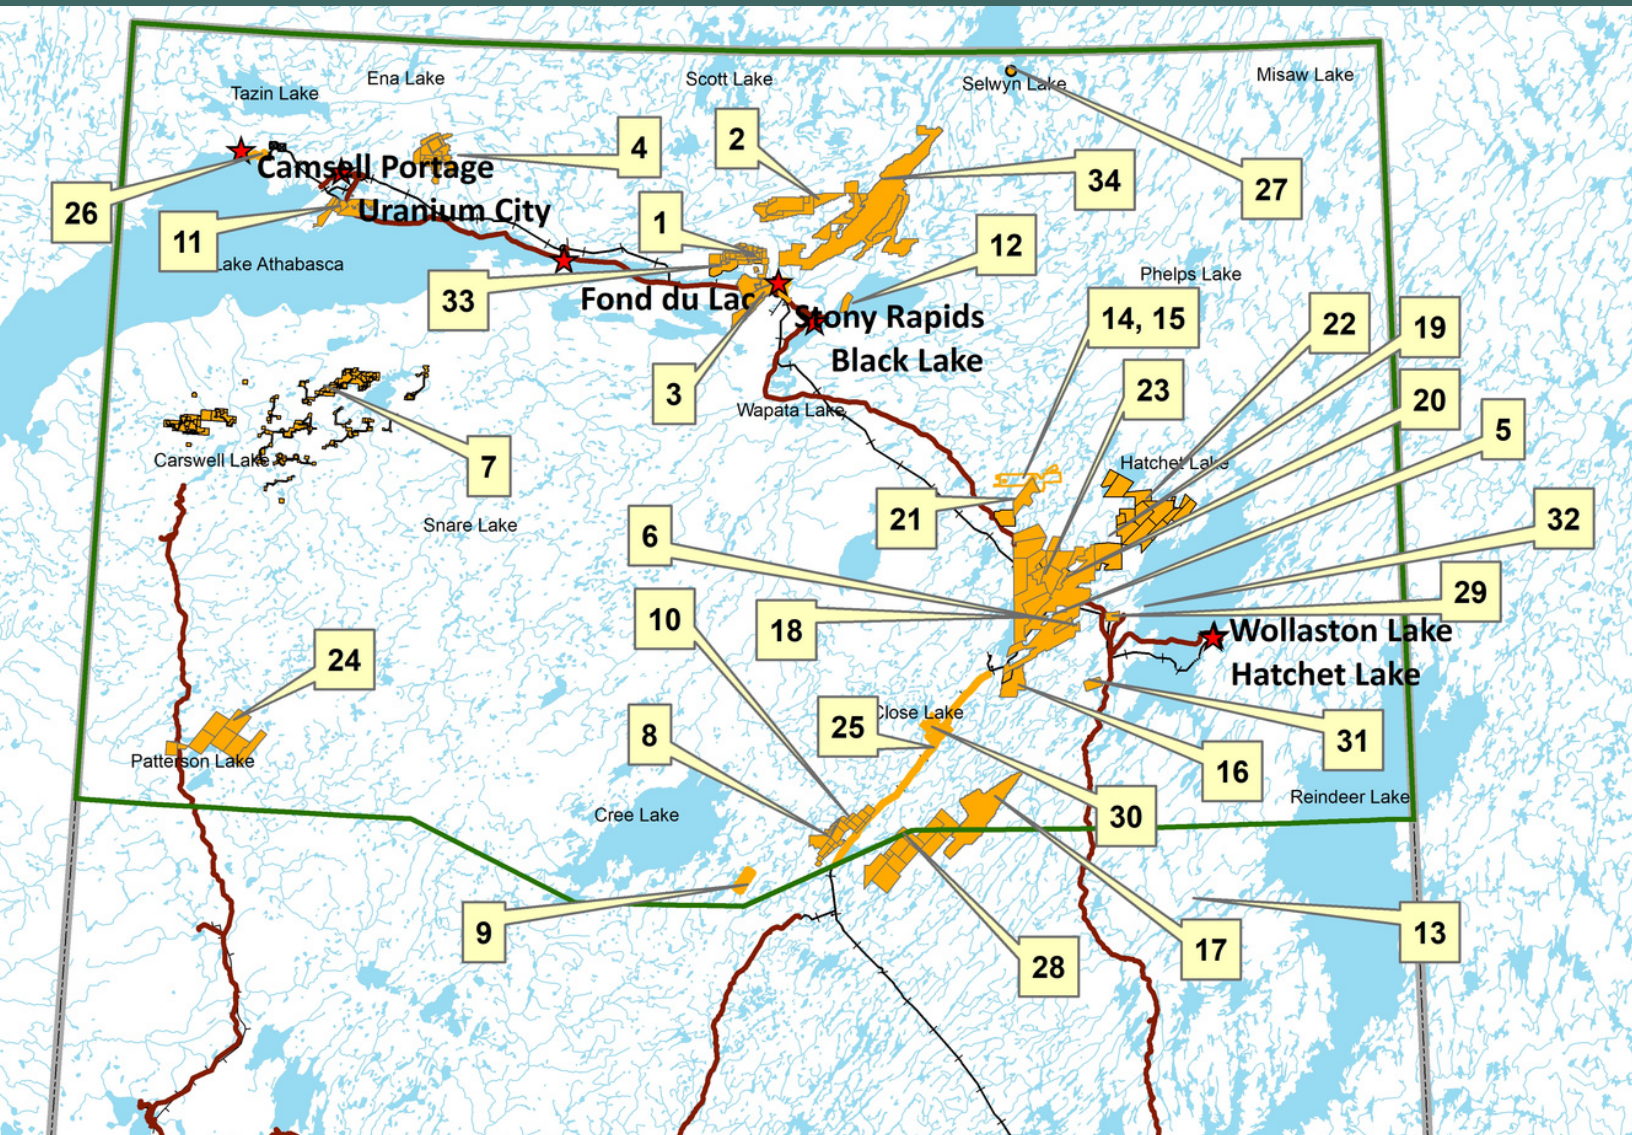 Ena Lake
Scott Lake
Selwyn Lake
Misaw Lake
Tazin Lake
2
4
Camsell Portage
34
27
26
Uranium City
1
11
12
Lake Athabasca
Phelps Lake
33
Fond du Lac
Stony Rapids
14, 15
22
19
Black Lake
3
23
Wapata Lake
20
5
Carswell Lake
7
Hatchet Lake
21
Snare Lake
6
32
29
10
18
Wollaston Lake
24
Hatchet Lake
Close Lake
8
25
31
Patterson Lake
16
Reindeer Lake
Cree Lake
30
9
13
17
28